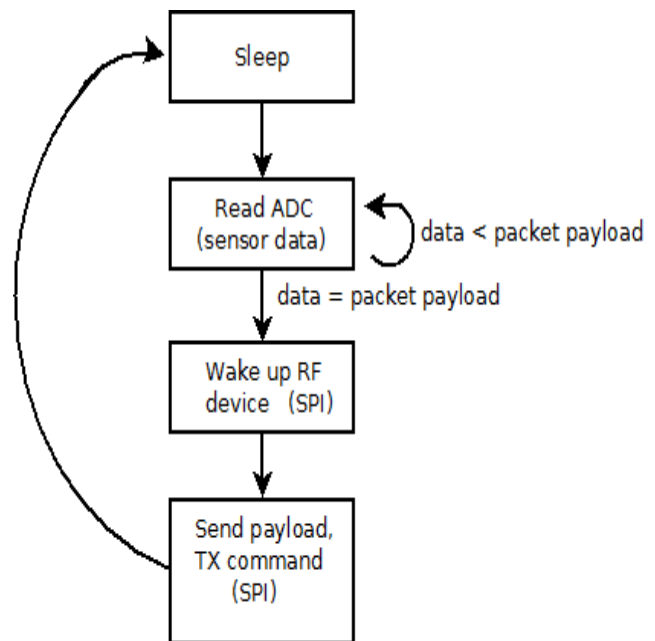 Sleep
Read ADC
(sensor data)
data < packet payload
data = packet payload
Wake up RF
device (SPI)
Send payload,
TX command
(SPI)